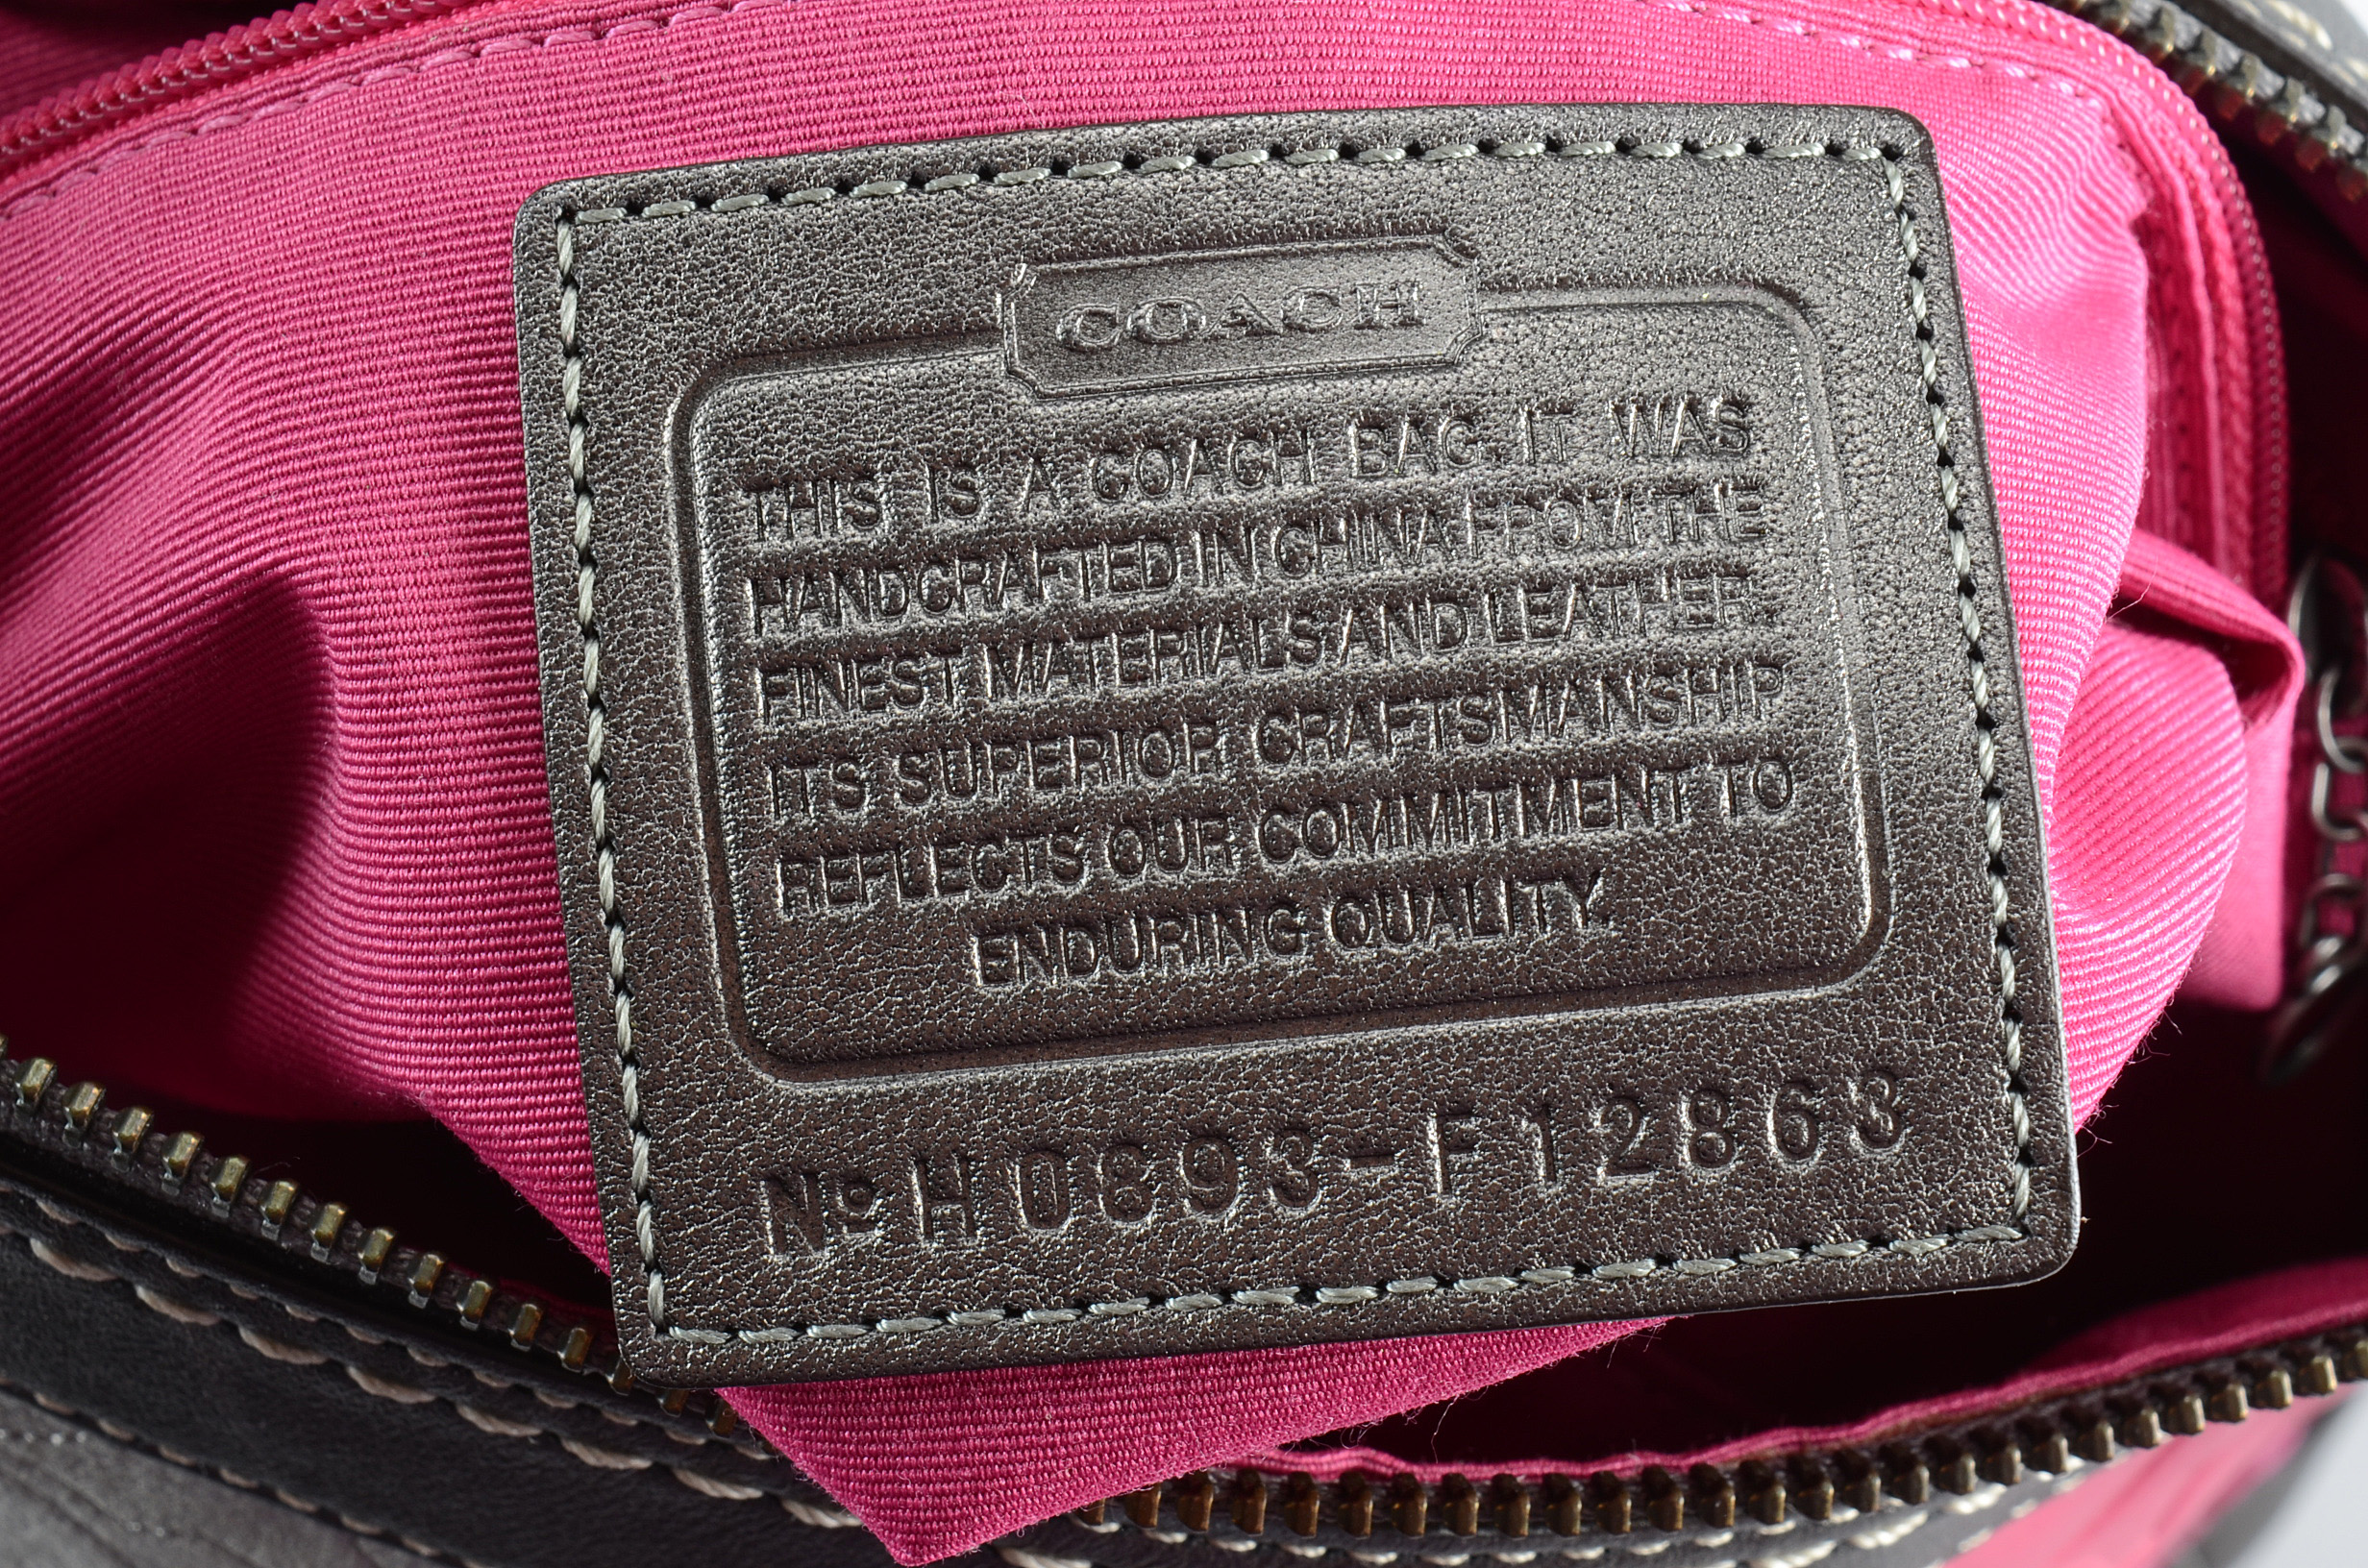 COACH
THIS IS A COACH BAG. IT WAS
HANDCRAFTED IN CHINA FROM THE
FINEST MATERIALS AND LEATHER.
ITS SUPERIOR CRAFTSMANSHIP
REFLECTS OUR COMMITMENT TO
ENDURING QUALITY.
Nº H0893-F12863